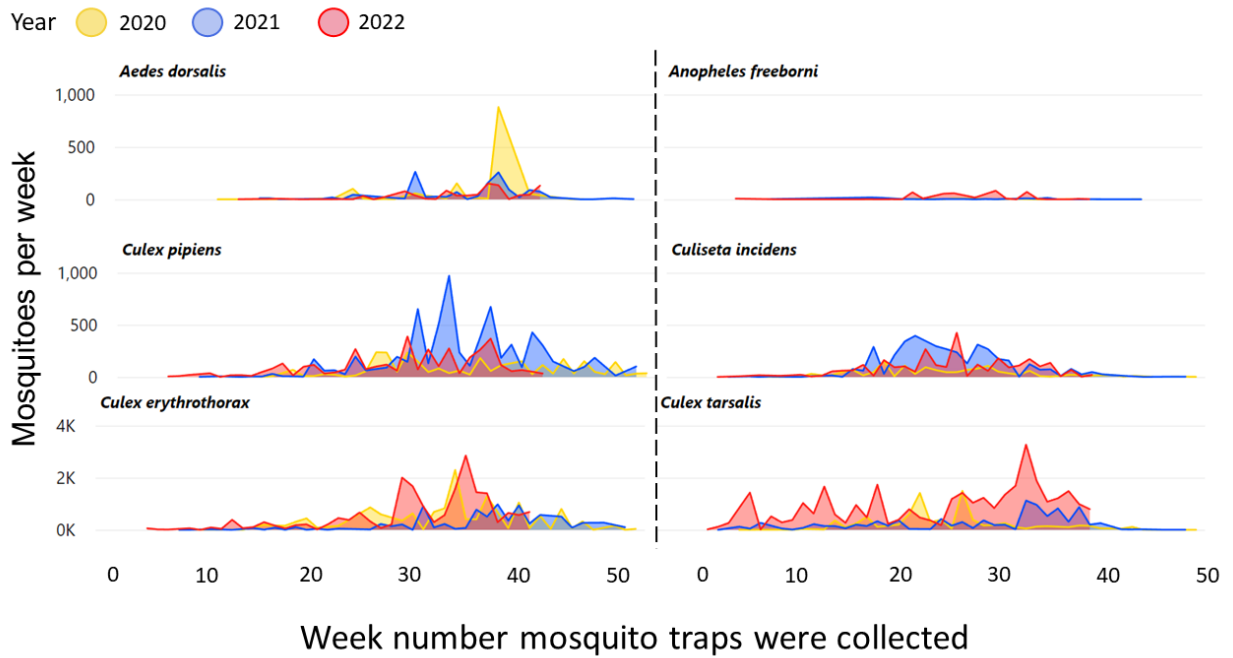 Year 2020 2021 2022
Aedes dorsalis
Anopheles freeborni
1,000
500
0
Culex pipiens
Culiseta incidens
1,000
500
0
Culex erythrothorax
Culex tarsalis
4K
2K
0K
Mosquitoes per week
0 10 20 30 40 50
0 10 20 30 40 50
Week number mosquito traps were collected